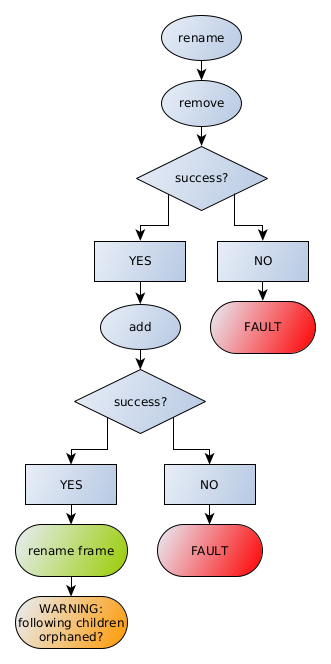 rename
remove
success?
YES
NO
add
FAULT
success?
YES
NO
rename frame
FAULT
WARNING:
following children
orphaned?